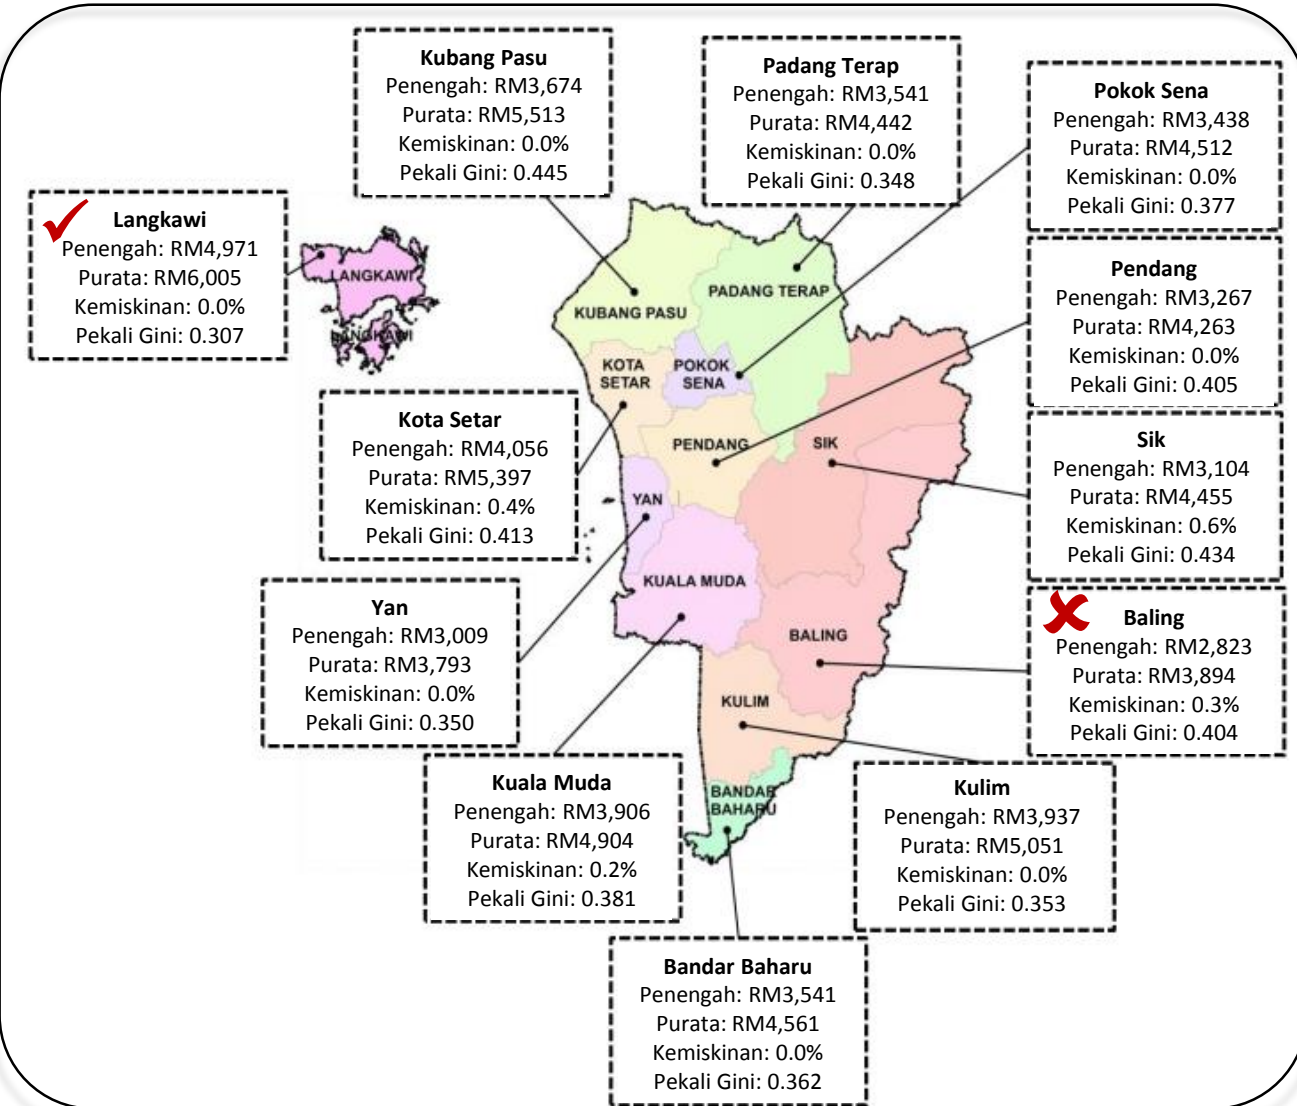 Kubang Pasu
Penengah: RM3,674
Purata: RM5,513
Kemiskinan: 0.0%
Pekali Gini: 0.445
Padang Terap
Penengah: RM3,541
Purata: RM4,442
Kemiskinan: 0.0%
Pekali Gini: 0.348
Pokok Sena
Penengah: RM3,438
Purata: RM4,512
Kemiskinan: 0.0%
Pekali Gini: 0.377
Langkawi
Penengah: RM4,971
Purata: RM6,005
Kemiskinan: 0.0%
Pekali Gini: 0.307
Pendang
Penengah: RM3,267
Purata: RM4,263
Kemiskinan: 0.0%
Pekali Gini: 0.405
Kota Setar
Penengah: RM4,056
Purata: RM5,397
Kemiskinan: 0.4%
Pekali Gini: 0.413
Sik
Penengah: RM3,104
Purata: RM4,455
Kemiskinan: 0.6%
Pekali Gini: 0.434
Yan
Penengah: RM3,009
Purata: RM3,793
Kemiskinan: 0.0%
Pekali Gini: 0.350
Baling
Penengah: RM2,823
Purata: RM3,894
Kemiskinan: 0.3%
Pekali Gini: 0.404
Kuala Muda
Penengah: RM3,906
Purata: RM4,904
Kemiskinan: 0.2%
Pekali Gini: 0.381
Kulim
Penengah: RM3,937
Purata: RM5,051
Kemiskinan: 0.0%
Pekali Gini: 0.353
Bandar Baharu
Penengah: RM3,541
Purata: RM4,561
Kemiskinan: 0.0%
Pekali Gini: 0.362
LANGKAWI
LANGKAWI
KUBANG PASU
PADANG TERAP
KOTA
SETAR
POKOK
SENA
PENDANG
SIK
YAN
KUALA MUDA
BALING
KULIM
BANDAR
BAHARU